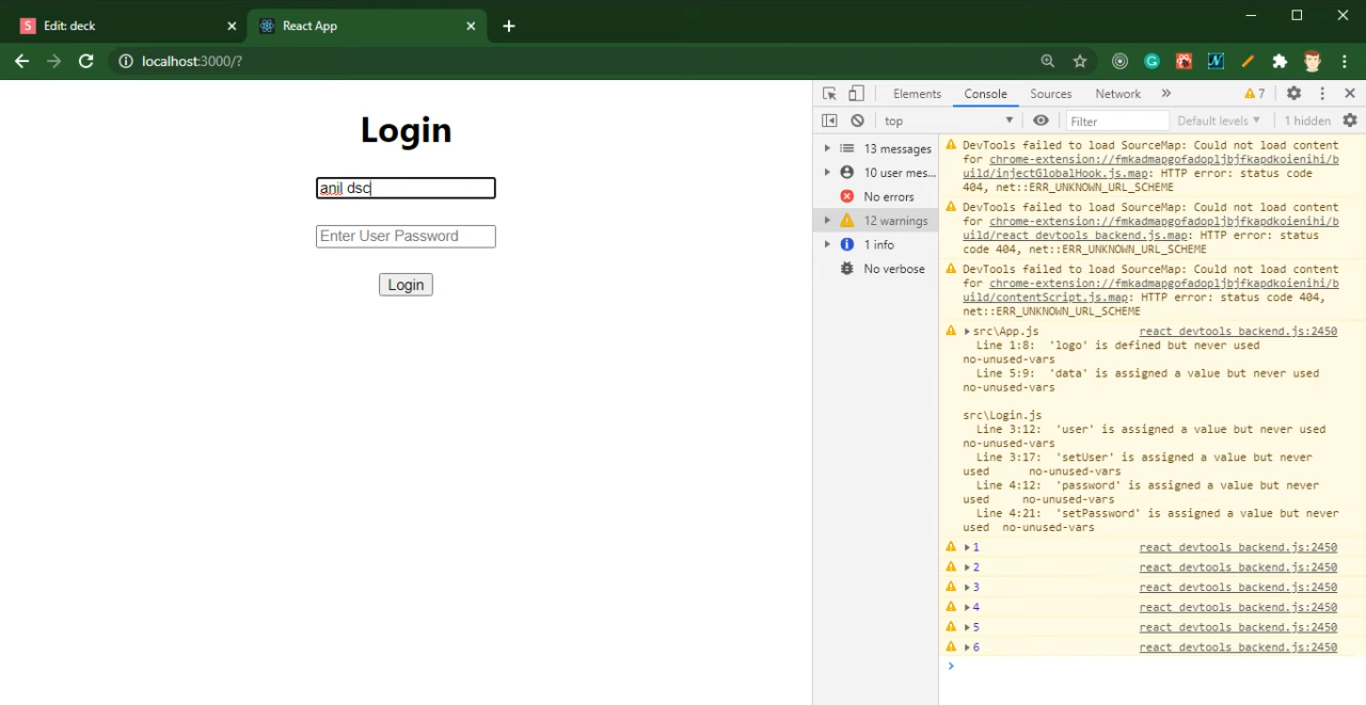 S Edit: deck
React App
localhost:3000/?
Login
anil dsc
Enter User Password
Login
Elements Console Sources Network » 7
top Filter Default levels 1 hidden
13 messages
10 user mes...
No errors
12 warnings
1 info
No verbose
DevTools failed to load SourceMap: Could not load content
for chrome-extension://fmkadmapgofadopljbjfkapdkoienihi/b
uild/injectGlobalHook.js.map: HTTP error: status code
404, net::ERR_UNKNOWN_URL_SCHEME
DevTools failed to load SourceMap: Could not load content
for chrome-extension://fmkadmapgofadopljbjfkapdkoienihi/b
uild/react_devtools_backend.js.map: HTTP error: status
code 404, net::ERR_UNKNOWN_URL_SCHEME
DevTools failed to load SourceMap: Could not load content
for chrome-extension://fmkadmapgofadopljbjfkapdkoienihi/b
uild/contentScript.js.map: HTTP error: status code 404,
net::ERR_UNKNOWN_URL_SCHEME
src\App.js react_devtools_backend.js:2450
Line 1:8: 'logo' is defined but never used
no-unused-vars
Line 5:9: 'data' is assigned a value but never used
no-unused-vars
src\Login.js
Line 3:12: 'user' is assigned a value but never used
no-unused-vars
Line 3:17: 'setUser' is assigned a value but never
used no-unused-vars
Line 4:12: 'password' is assigned a value but never
used no-unused-vars
Line 4:21: 'setPassword' is assigned a value but never
used no-unused-vars
1 react_devtools_backend.js:2450
2 react_devtools_backend.js:2450
3 react_devtools_backend.js:2450
4 react_devtools_backend.js:2450
5 react_devtools_backend.js:2450
6 react_devtools_backend.js:2450